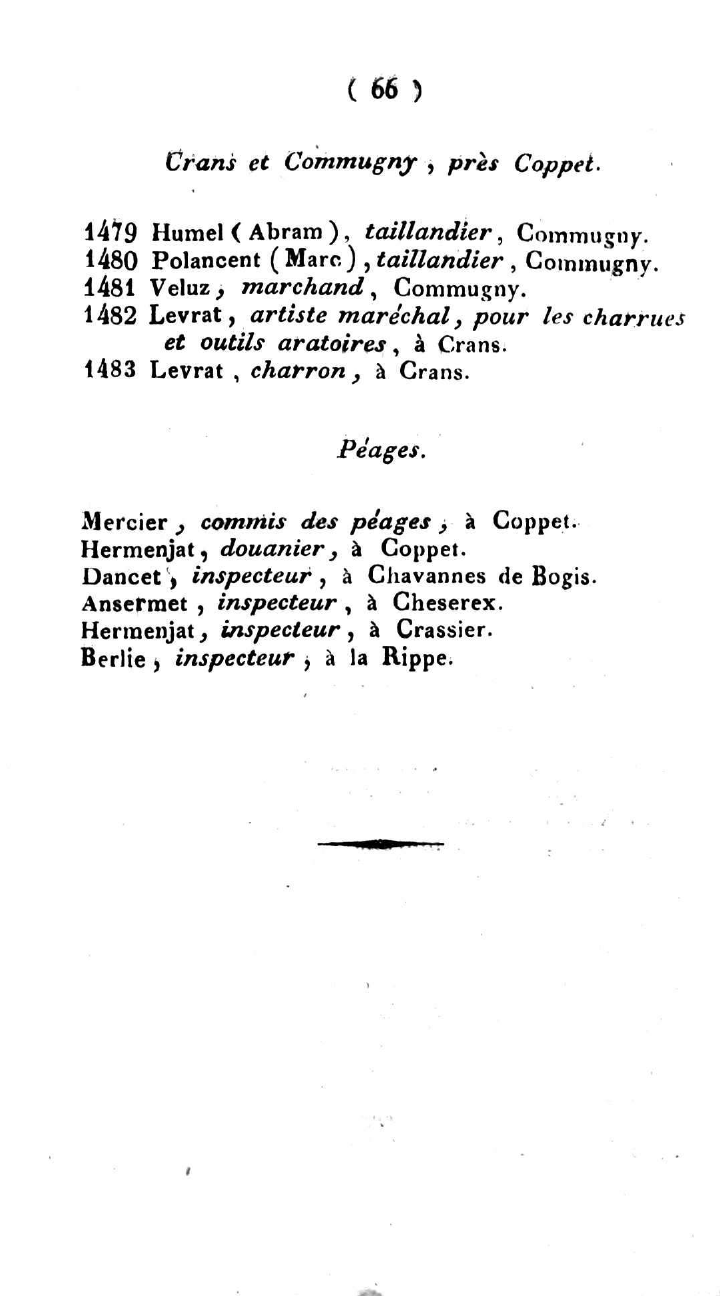 ( 66 )
Crans et Commugny, près Coppet.
1479 Humel (Abram), taillandier, Commugny.
1480 Polancent (Marc), taillandier, Commugny.
1481 Veluz, marchand, Commugny.
1482 Levrat, artiste maréchal, pour les charrues
et outils aratoires, à Crans.
1483 Levrat, charron, à Crans.
Péages.
Mercier, commis des péages, à Coppet.
Hermenjat, douanier, à Coppet.
Dancet, inspecteur, à Chavannes de Bogis.
Ansermet, inspecteur, à Cheserex.
Hermenjat, inspecteur, à Crassier.
Berlie, inspecteur, à la Rippe.